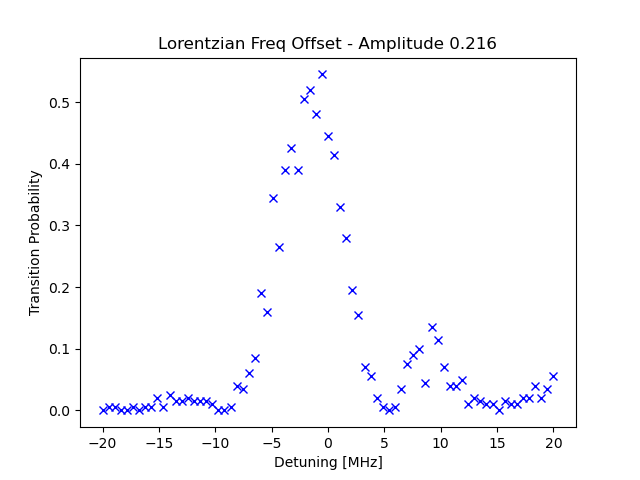 Lorentzian Freq Offset - Amplitude 0.216
Transition Probability
0.5
0.4
0.3
0.2
0.1
0.0
−20 −15 −10 −5 0 5 10 15 20
Detuning [MHz]